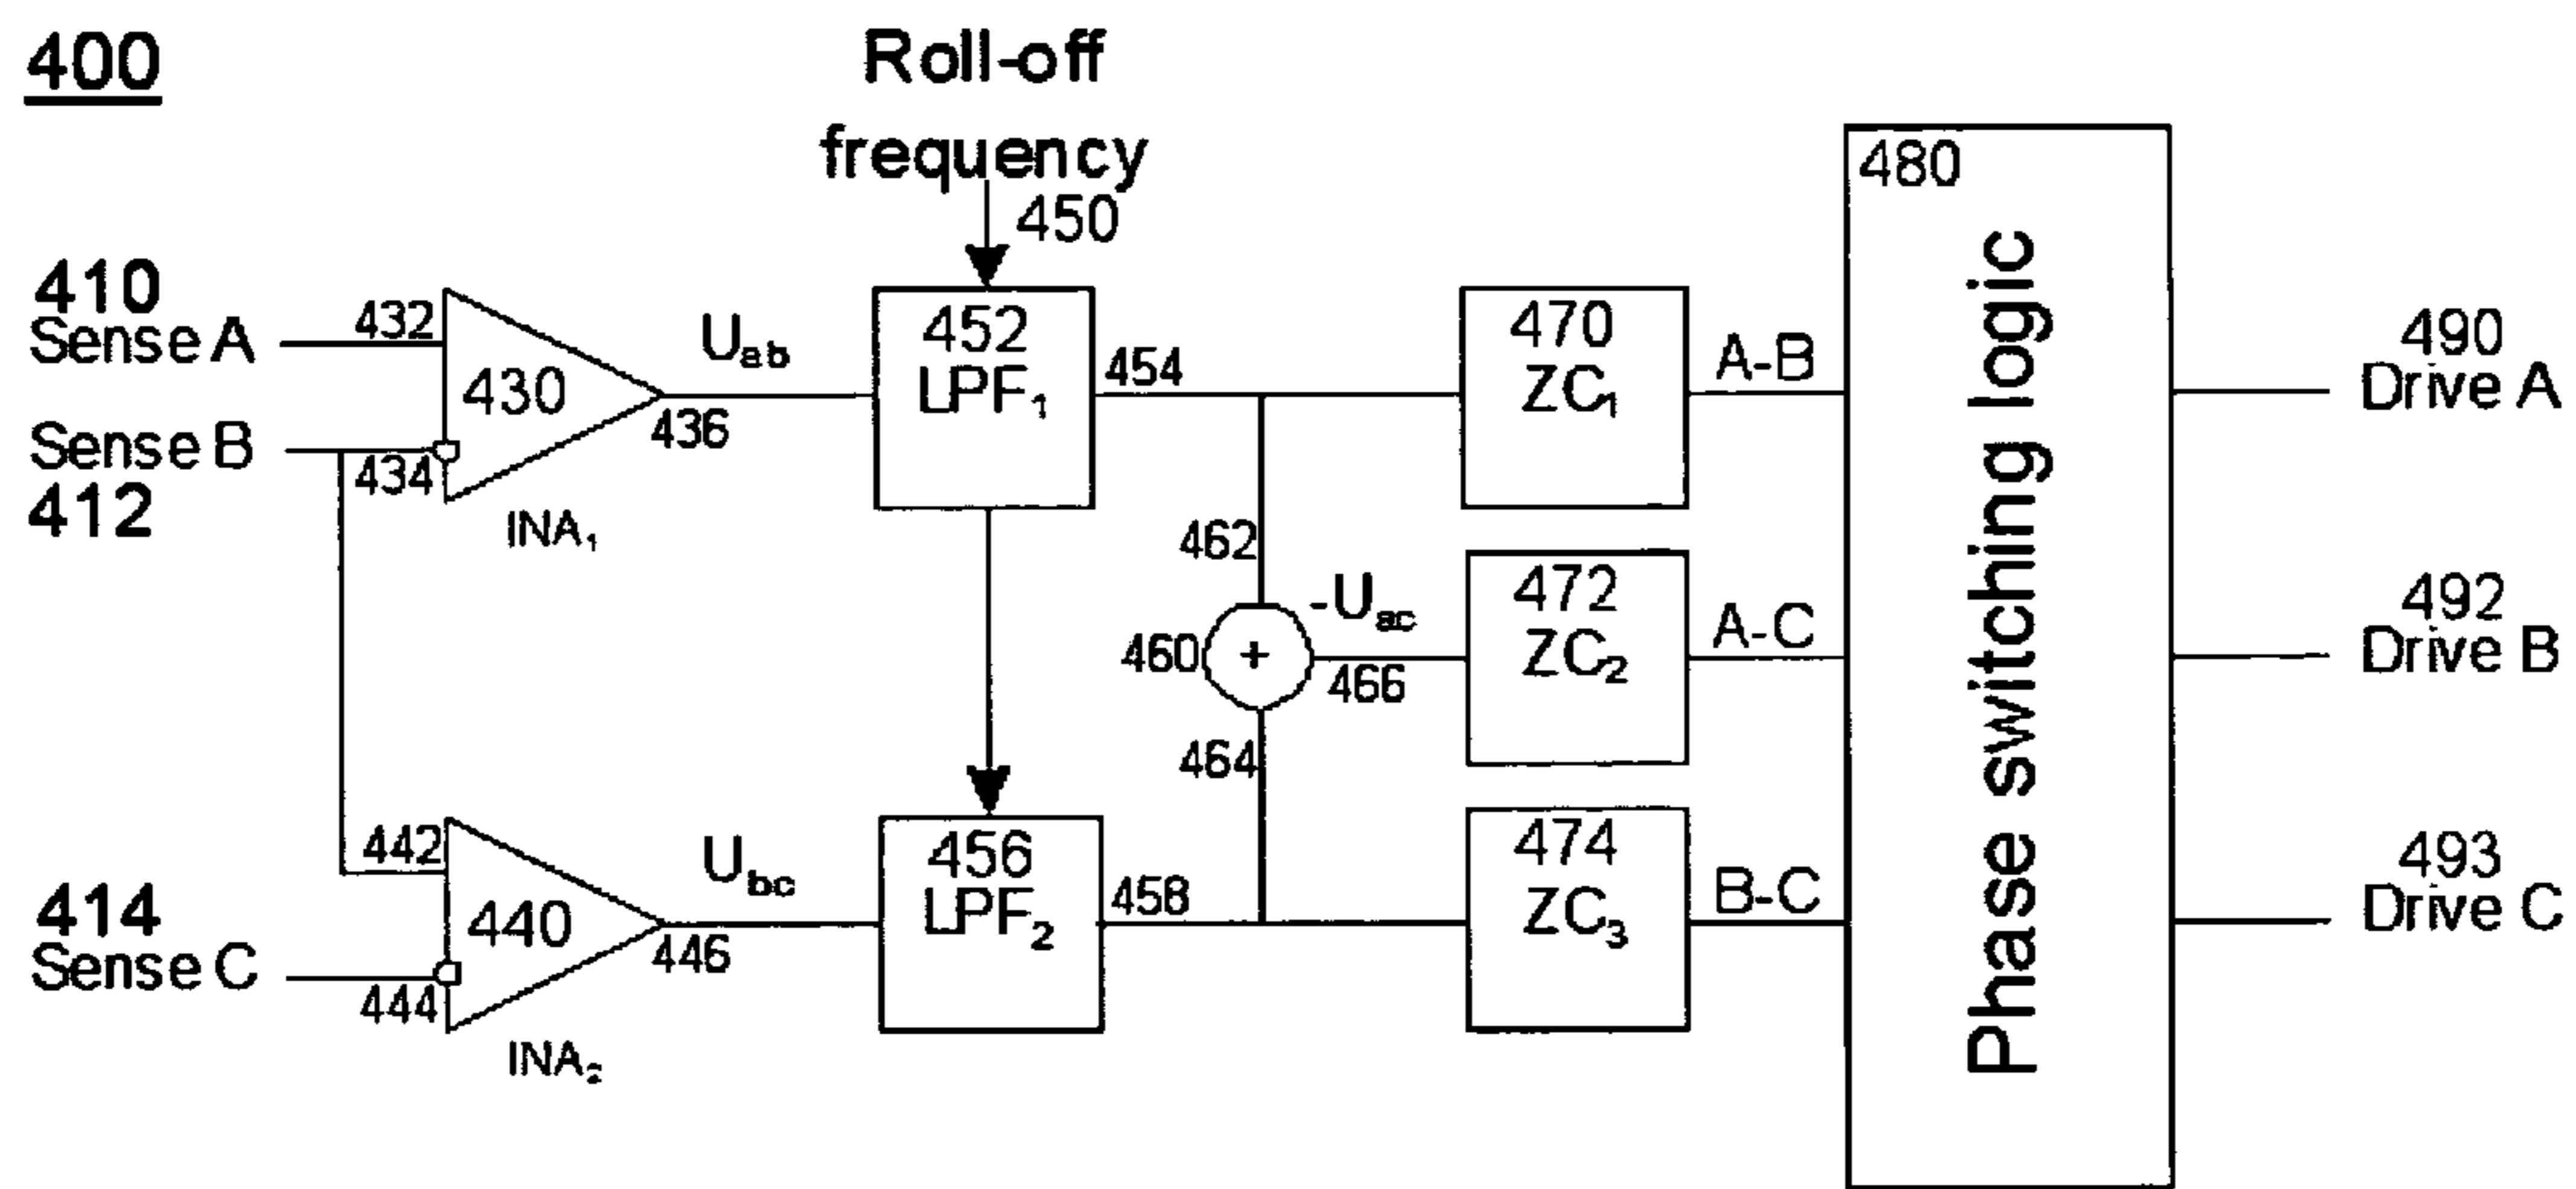 400
Roll-off
frequency
450
410
Sense A
432
430
434
436
INA₁
Sense B
412
Uab
452
LPF₁
454
470
ZC₁
A-B
480
Phase switching logic
490
Drive A
462
460
+
-Uac
466
464
472
ZC₂
A-C
492
Drive B
414
Sense C
442
440
444
446
INA₂
Ubc
456
LPF₂
458
474
ZC₃
B-C
493
Drive C